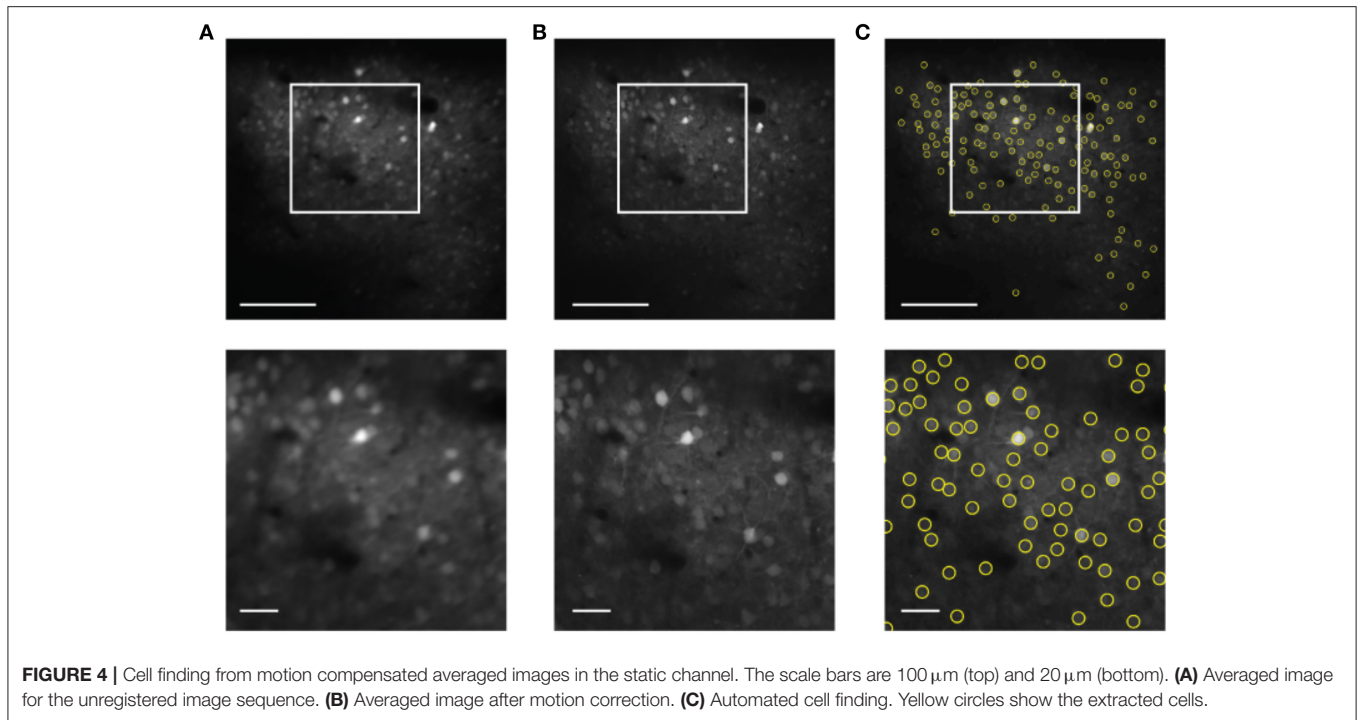 A
B
C
FIGURE 4 | Cell finding from motion compensated averaged images in the static channel. The scale bars are 100 μm (top) and 20 μm (bottom). (A) Averaged image
for the unregistered image sequence. (B) Averaged image after motion correction. (C) Automated cell finding. Yellow circles show the extracted cells.